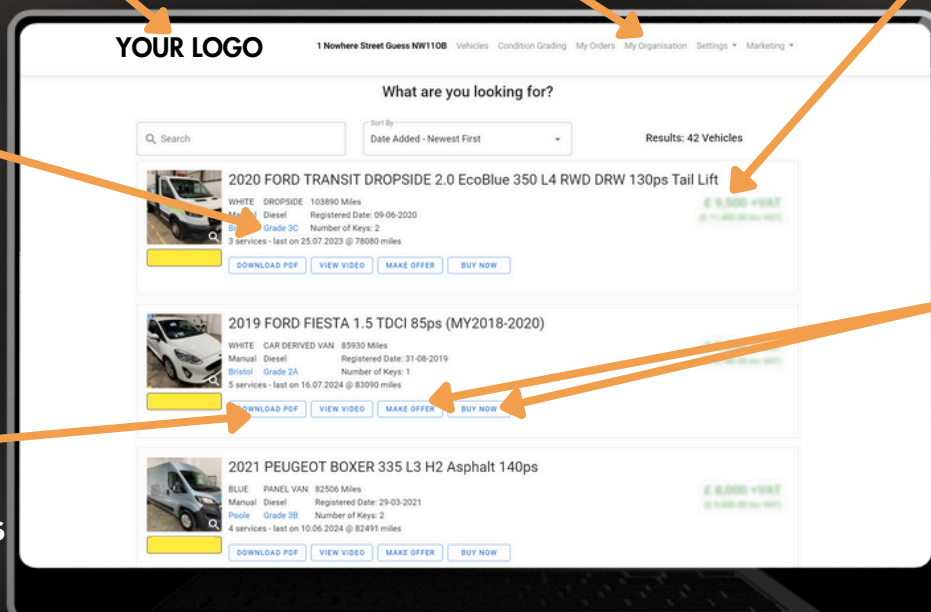 YOUR LOGO
1 Nowhere Street Guess NW110B Vehicles Condition Grading My Orders My Organisation Settings Marketing
What are you looking for?
Search
Sort By
Date Added - Newest First
Results: 42 Vehicles
2020 FORD TRANSIT DROPSIDE 2.0 EcoBlue 350 L4 RWD DRW 130ps Tail Lift
WHITE DROPSIDE 103890 Miles
£ 9,500 +VAT
Diesel Registered Date: 09-06-2020
Grade 3C Number of Keys: 2
3 services - last on 25.07.2023 @ 78080 miles
DOWNLOAD PDF VIEW VIDEO MAKE OFFER BUY NOW
2019 FORD FIESTA 1.5 TDCI 85ps (MY2018-2020)
WHITE CAR DERIVED VAN 85930 Miles
Manual Diesel Registered Date: 31-08-2019
Bristol Grade 2A Number of Keys: 1
5 services - last on 16.07.2024 @ 83090 miles
DOWNLOAD PDF VIEW VIDEO MAKE OFFER BUY NOW
2021 PEUGEOT BOXER 335 L3 H2 Asphalt 140ps
BLUE PANEL VAN 82506 Miles
£ 8,000 +VAT
Manual Diesel Registered Date: 29-03-2021
Poole Grade 3B Number of Keys: 2
4 services - last on 10.06.2024 @ 82491 miles
DOWNLOAD PDF VIEW VIDEO MAKE OFFER BUY NOW